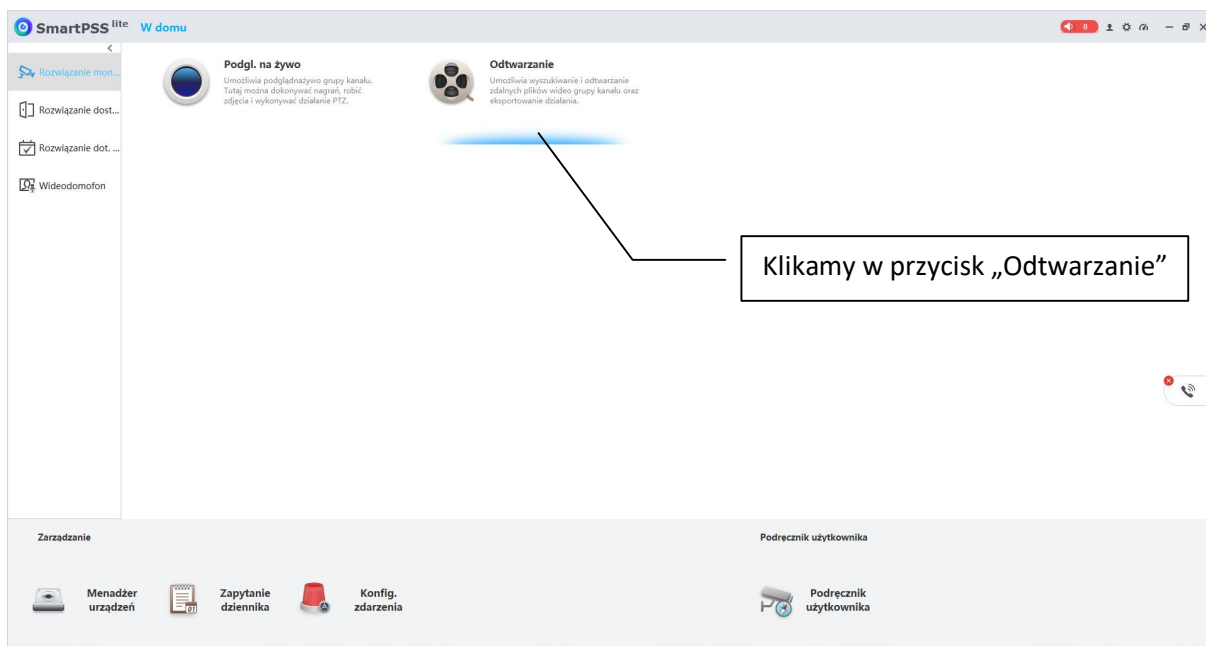 SmartPSS lite W domu
0
Rozwiązanie mon...
Rozwiązanie dost...
Rozwiązanie dot. ...
Wideodomofon
Podgl. na żywo
Umożliwia podglądnażywo grupy kanału.
Tutaj można dokonywać nagrań, robić
zdjęcia i wykonywać działanie PTZ.
Odtwarzanie
Umożliwia wyszukiwanie i odtwarzanie
zdalnych plików wideo grupy kanału oraz
eksportowanie działania.
Klikamy w przycisk „Odtwarzanie”
Zarządzanie
Menadżer
urządzeń
01
Zapytanie
dziennika
Konfig.
zdarzenia
Podręcznik użytkownika
Podręcznik
użytkownika